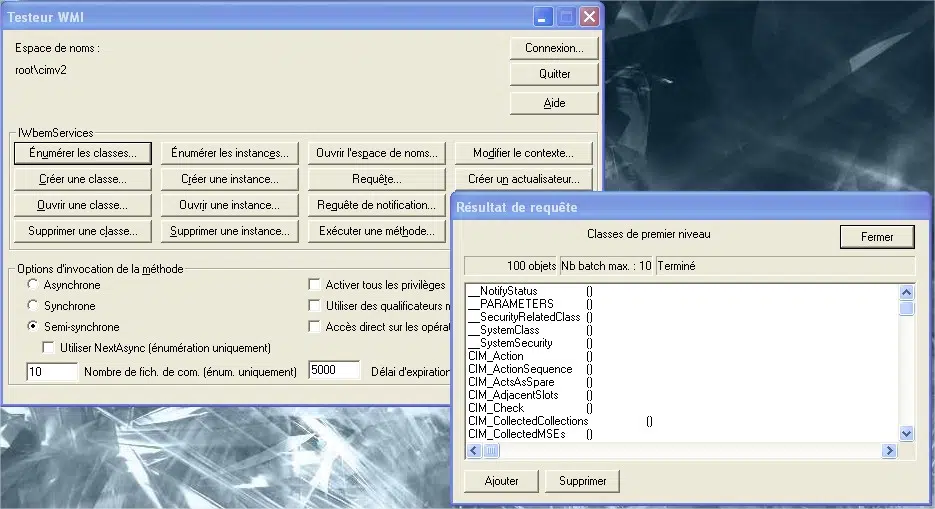 Testeur WMI
Espace de noms :
root\cimv2
Connexion...
Quitter
Aide
IWbemServices
Énumérer les classes...
Énumérer les instances...
Ouvrir l'espace de noms...
Modifier le contexte...
Créer une classe...
Créer une instance...
Requête...
Créer un actualisateur...
Ouvrir une classe...
Ouvrir une instance...
Requête de notification...
Supprimer une classe...
Supprimer une instance...
Exécuter une méthode...
Options d'invocation de la méthode
Asynchrone
Synchrone
Semi-synchrone
Utiliser NextAsync (énumération uniquement)
10
Nombre de fich. de com. (énum. uniquement)
Activer tous les privilèges
Utiliser des qualificateurs
Accès direct sur les opéra
5000
Délai d'expiration
Résultat de requête
Classes de premier niveau
Fermer
100 objets
Nb batch max. : 10
Terminé
__NotifyStatus ()
__PARAMETERS ()
__SecurityRelatedClass ()
__SystemClass ()
__SystemSecurity ()
CIM_Action ()
CIM_ActionSequence ()
CIM_ActsAsSpare ()
CIM_AdjacentSlots ()
CIM_Check ()
CIM_CollectedCollections ()
CIM_CollectedMSEs ()
Ajouter
Supprimer